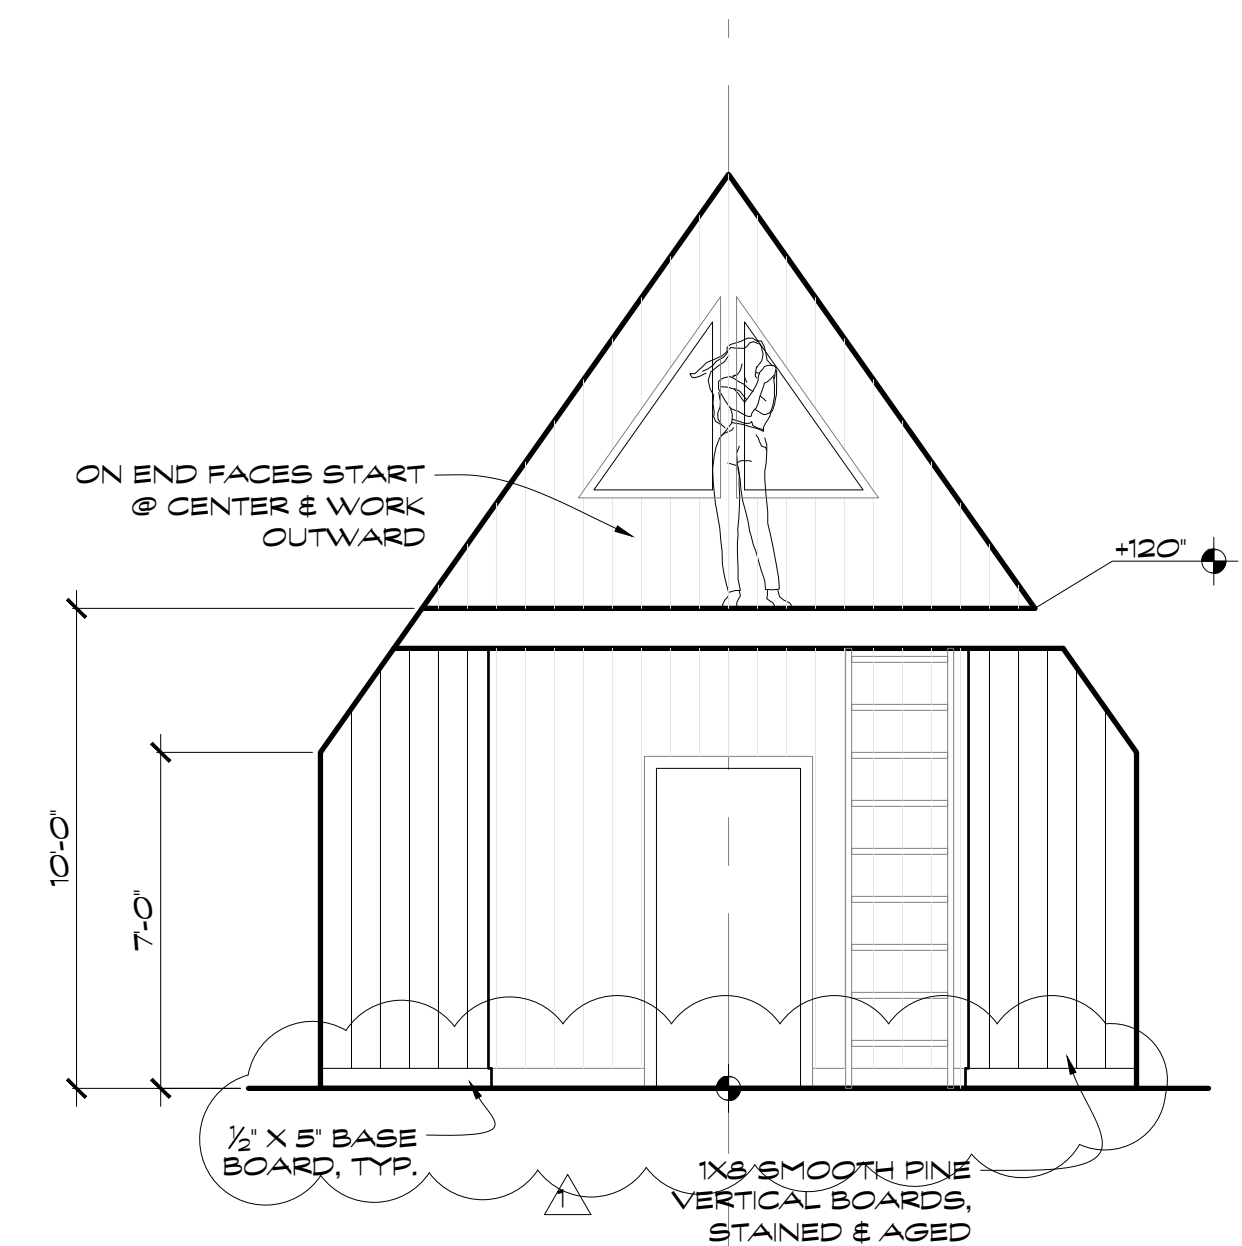 ON END FACES START
@ CENTER & WORK
OUTWARD
+120"
10'-0"
7'-0"
½" X 5" BASE
BOARD, TYP.
1
1X8 SMOOTH PINE
VERTICAL BOARDS,
STAINED & AGED